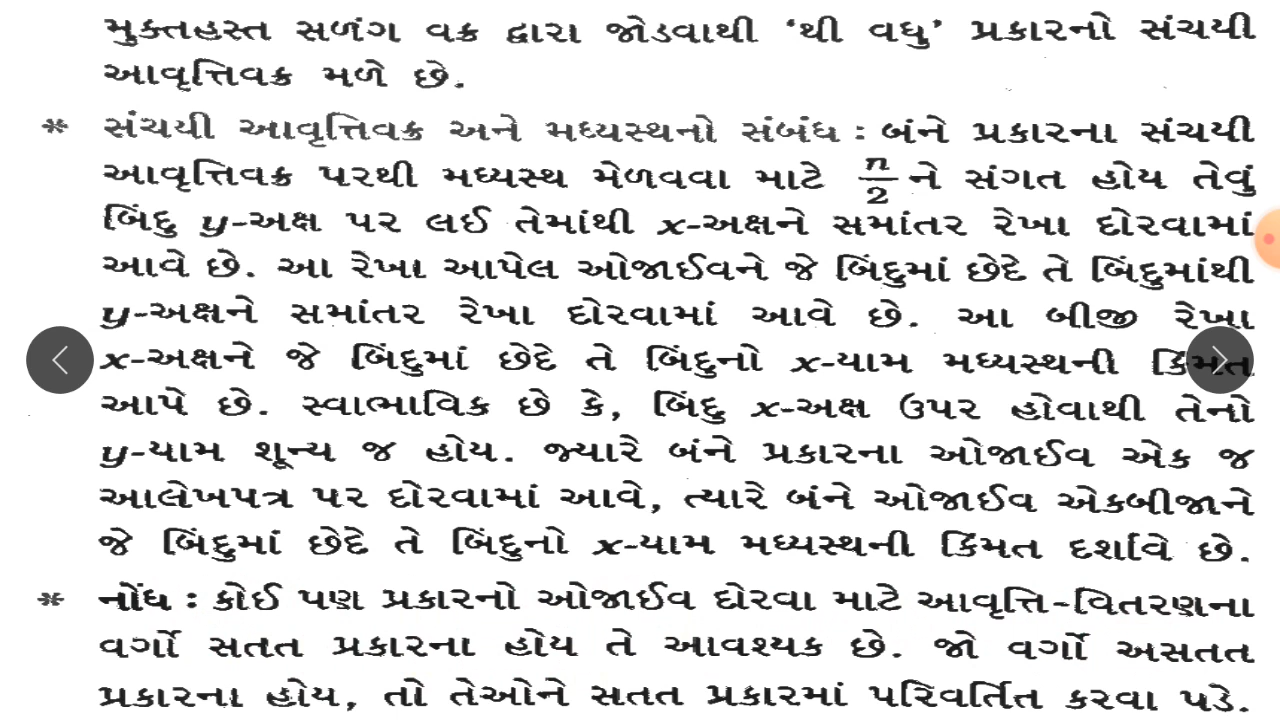 મુક્તહસ્ત સળંગ વક્ર દ્વારા જોડવાથી ‘થી વધુ’ પ્રકારનો સંચયી
આવૃત્તિવક્ર મળે છે.
* સંચયી આવૃત્તિવક્ર અને મધ્યસ્થનો સંબંધ : બંને પ્રકારના સંચયી
આવૃત્તિવક્ર પરથી મધ્યસ્થ મેળવવા માટે n/2 ને સંગત હોય તેવું
બિંદુ y-અક્ષ પર લઈ તેમાંથી x-અક્ષને સમાંતર રેખા દોરવામાં
આવે છે. આ રેખા આપેલ ઓજાઈવને જે બિંદુમાં છેદે તે બિંદુમાંથી
y-અક્ષને સમાંતર રેખા દોરવામાં આવે છે. આ બીજી રેખા
x-અક્ષને જે બિંદુમાં છેદે તે બિંદુનો x-યામ મધ્યસ્થની કિંમત
આપે છે. સ્વાભાવિક છે કે, બિંદુ x-અક્ષ ઉપર હોવાથી તેનો
y-યામ શૂન્ય જ હોય. જ્યારે બંને પ્રકારના ઓજાઈવ એક જ
આલેખપત્ર પર દોરવામાં આવે, ત્યારે બંને ઓજાઈવ એકબીજાને
જે બિંદુમાં છેદે તે બિંદુનો x-યામ મધ્યસ્થની કિંમત દર્શાવે છે.
* નોંધ : કોઈ પણ પ્રકારનો ઓજાઈવ દોરવા માટે આવૃત્તિ-વિતરણના
વર્ગો સતત પ્રકારના હોય તે આવશ્યક છે. જો વર્ગો અસતત
પ્રકારના હોય, તો તેઓને સતત પ્રકારમાં પરિવર્તિત કરવા પડે.